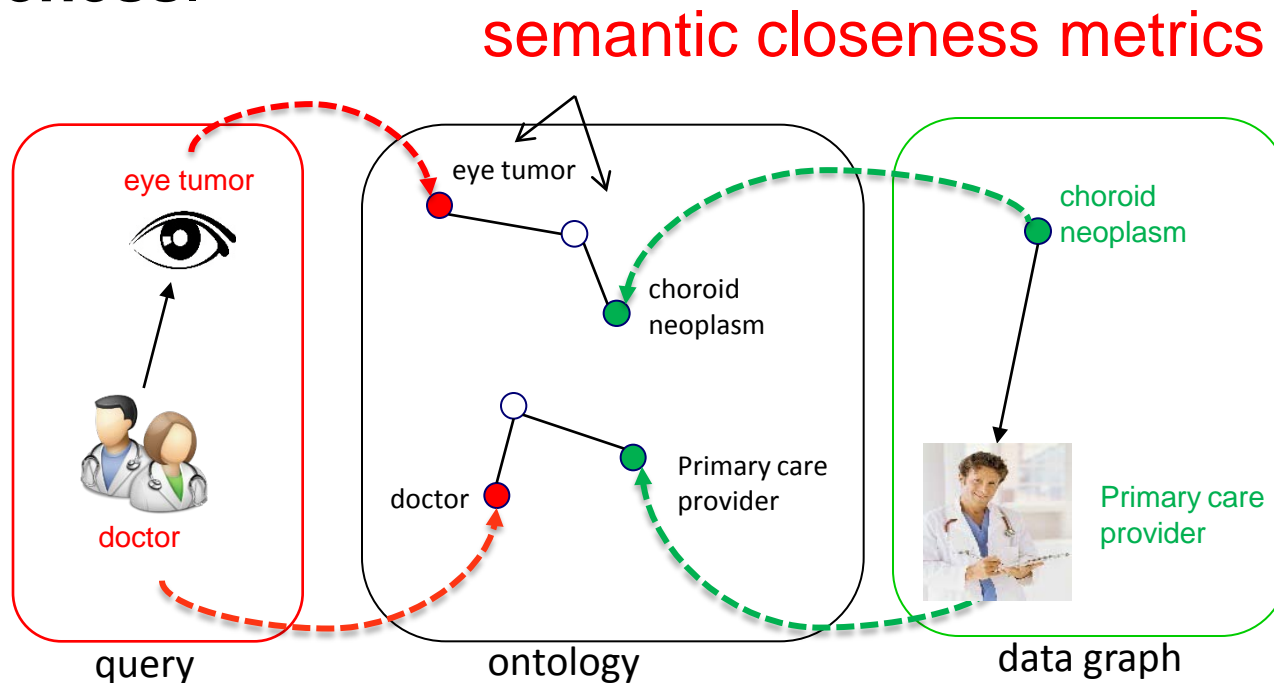 semantic closeness metrics
eye tumor
eye tumor
choroid
neoplasm
choroid
neoplasm
doctor
doctor
Primary care
provider
Primary care
provider
query
ontology
data graph